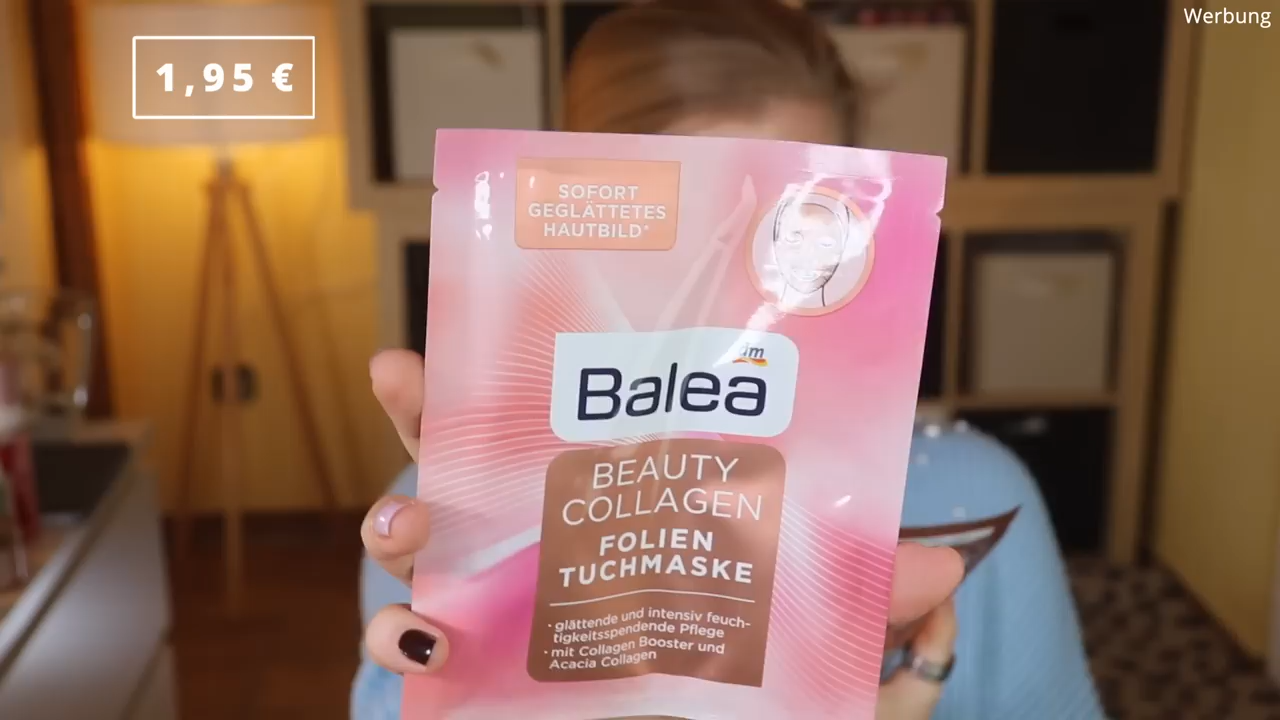 Werbung
1,95 €
SOFORT
GEGLÄTTETES
HAUTBILD*
dm
Balea
BEAUTY
COLLAGEN
FOLIEN
TUCHMASKE
· glättende und intensiv feuch-
tigkeitsspendende Pflege
· mit Collagen Booster und
Acacia Collagen